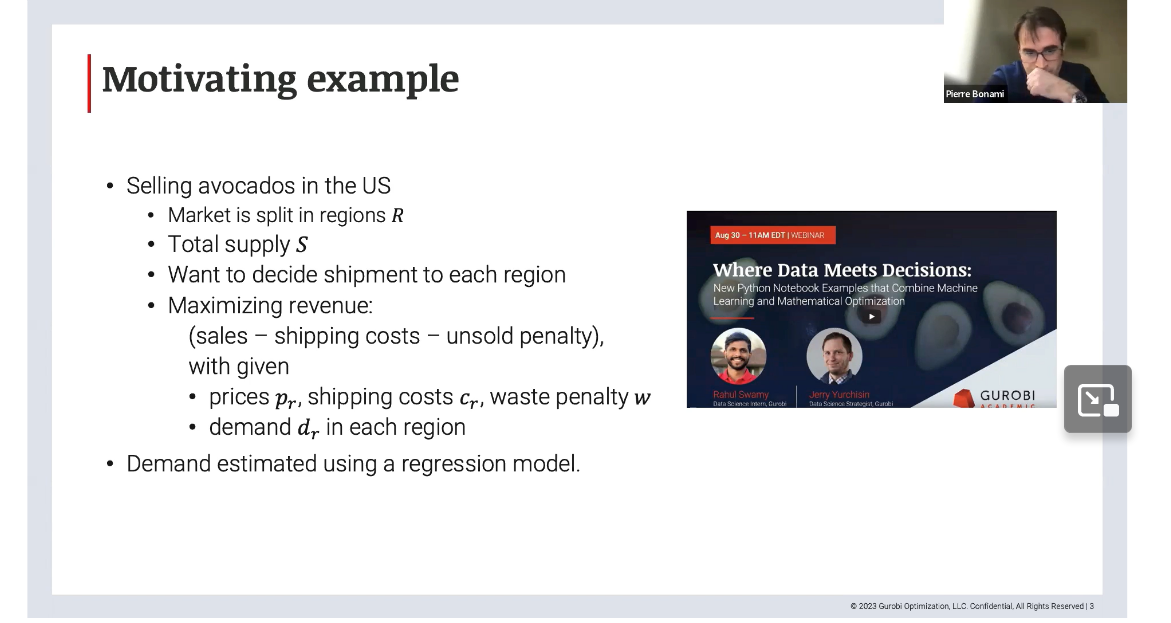 Motivating example
Pierre Bonami
• Selling avocados in the US
• Market is split in regions R
• Total supply S
• Want to decide shipment to each region
• Maximizing revenue:
(sales – shipping costs – unsold penalty),
with given
• prices pᵣ, shipping costs cᵣ, waste penalty w
• demand dᵣ in each region
• Demand estimated using a regression model.
Aug 30 – 11AM EDT | WEBINAR
Where Data Meets Decisions:
New Python Notebook Examples that Combine Machine
Learning and Mathematical Optimization
Rahul Swamy
Data Science Intern, Gurobi
Jerry Yurchisin
Data Science Strategist, Gurobi
GUROBI
ACADEMIC
© 2023 Gurobi Optimization, LLC. Confidential, All Rights Reserved | 3